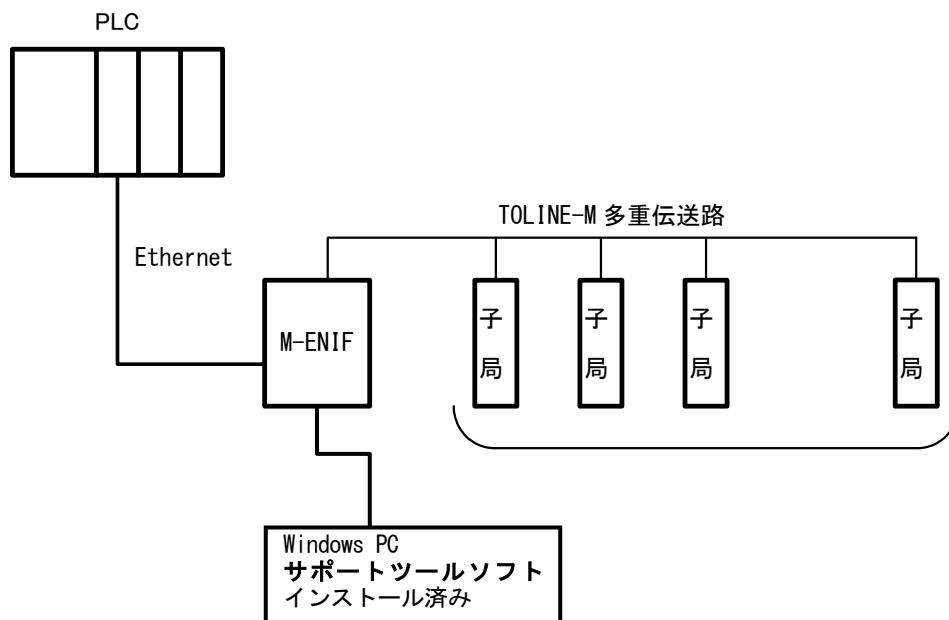 PLC
TOLINE-M 多重伝送路
Ethernet
M-ENIF
子局
子局
子局
子局
Windows PC
サポートツールソフト
インストール済み